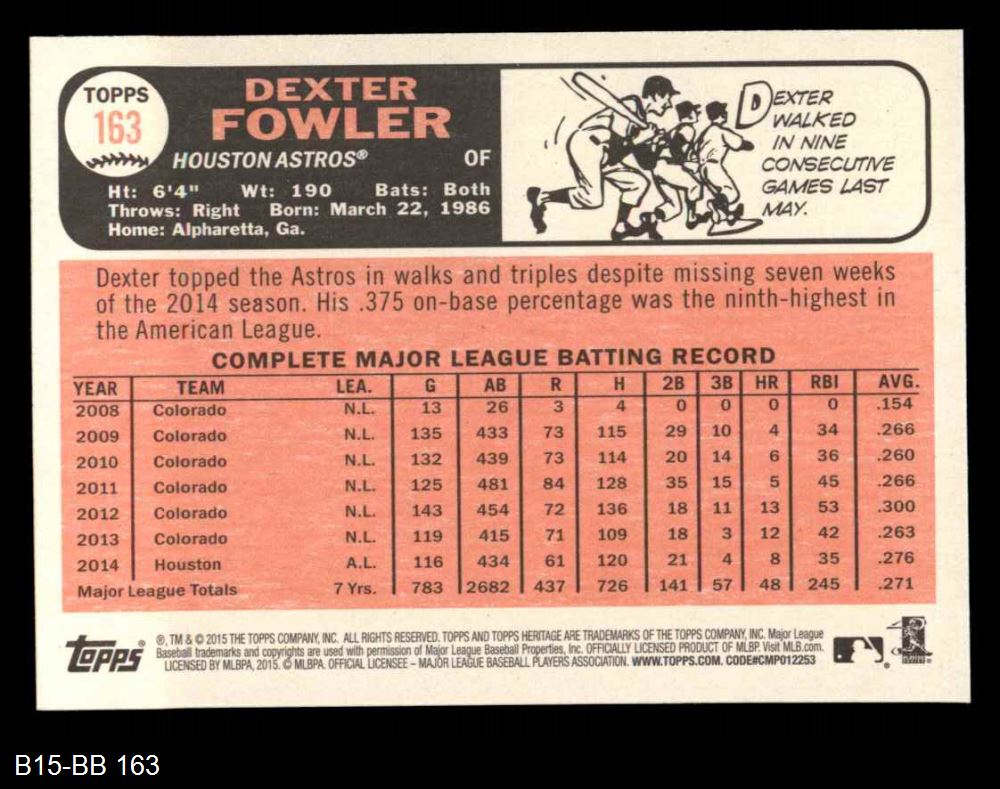 TOPPS
163
DEXTER
FOWLER
HOUSTON ASTROS® OF
Ht: 6'4" Wt: 190 Bats: Both
Throws: Right Born: March 22, 1986
Home: Alpharetta, Ga.
DEXTER
WALKED
IN NINE
CONSECUTIVE
GAMES LAST
MAY.
Dexter topped the Astros in walks and triples despite missing seven weeks
of the 2014 season. His .375 on-base percentage was the ninth-highest in
the American League.
COMPLETE MAJOR LEAGUE BATTING RECORD
YEAR TEAM LEA. G AB R H 2B 3B HR RBI AVG.
2008 Colorado N.L. 13 26 3 4 0 0 0 0 .154
2009 Colorado N.L. 135 433 73 115 29 10 4 34 .266
2010 Colorado N.L. 132 439 73 114 20 14 6 36 .260
2011 Colorado N.L. 125 481 84 128 35 15 5 45 .266
2012 Colorado N.L. 143 454 72 136 18 11 13 53 .300
2013 Colorado N.L. 119 415 71 109 18 3 12 42 .263
2014 Houston A.L. 116 434 61 120 21 4 8 35 .276
Major League Totals 7 Yrs. 783 2682 437 726 141 57 48 245 .271
topps®
®, TM & © 2015 THE TOPPS COMPANY, INC. ALL RIGHTS RESERVED. TOPPS AND TOPPS HERITAGE ARE TRADEMARKS OF THE TOPPS COMPANY, INC. Major League
Baseball trademarks and copyrights are used with permission of Major League Baseball Properties, Inc. OFFICIALLY LICENSED PRODUCT OF MLBP. Visit MLB.com.
LICENSED BY MLBPA, 2015. © MLBPA. OFFICIAL LICENSEE – MAJOR LEAGUE BASEBALL PLAYERS ASSOCIATION. WWW.TOPPS.COM. CODE#CMP012253
B15-BB 163